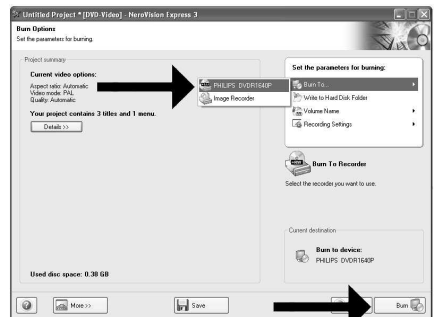 Untitled Project *[DVD-Video] - NeroVision Express 3
Burn Options
Set the parameters for burning.
Project summary
Current video options:
Aspect ratio: Automatic
Video mode: PAL
Quality: Automatic
Your project contains 3 titles and 1 menu.
Details >>
Used disc space: 0.38 GB
PHILIPS DVDR1640P
Image Recorder
Set the parameters for burning:
Burn To...
Write to Hard Disk Folder
Volume Name
Recording Settings
Burn To Recorder
Select the recorder you want to use.
Current destination
Burn to device:
PHILIPS DVDR1640P
More >>
Save
Burn